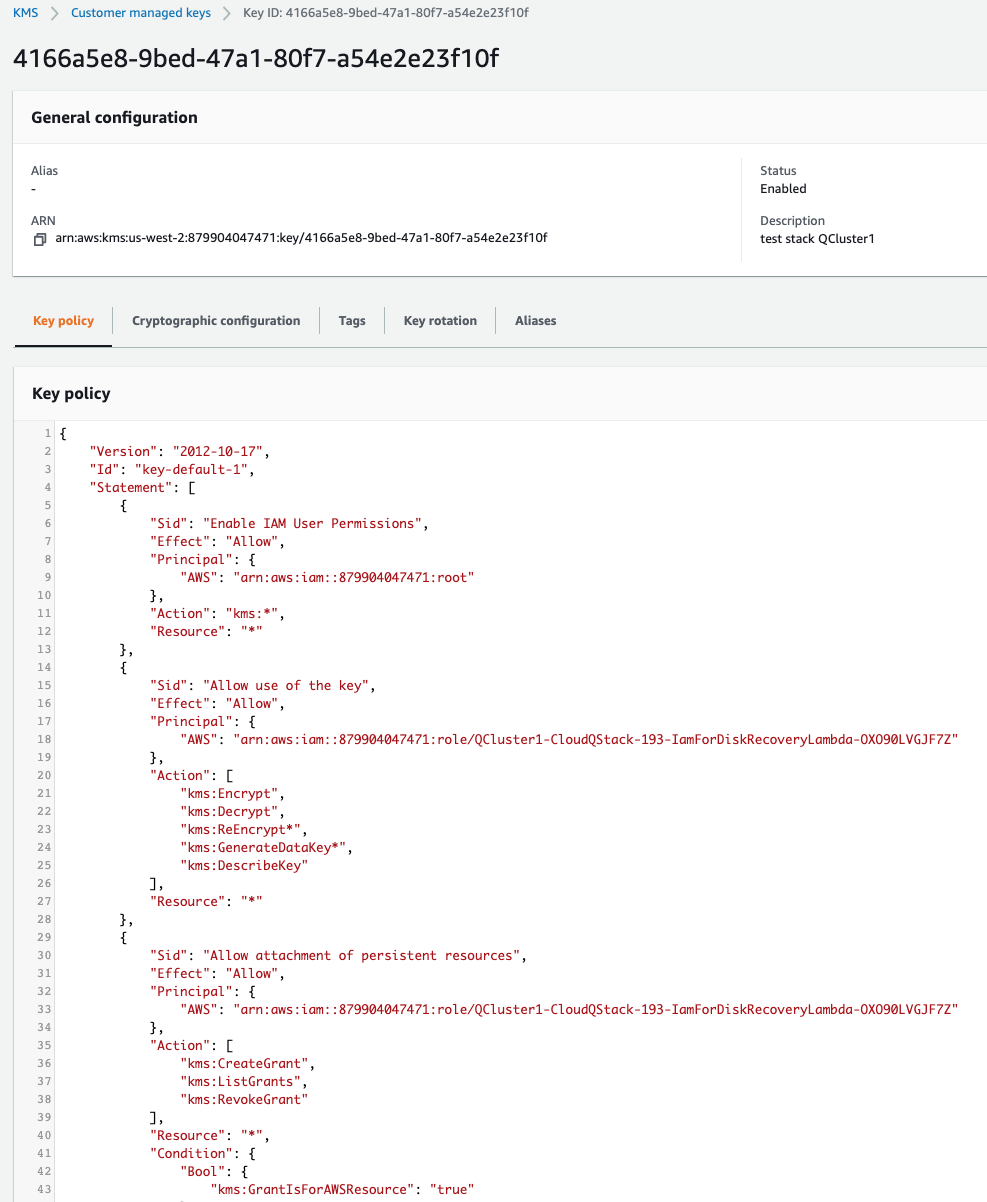 KMS > Customer managed keys > Key ID: 4166a5e8-9bed-47a1-80f7-a54e2e23f10f
4166a5e8-9bed-47a1-80f7-a54e2e23f10f
General configuration
Alias
-
ARN
arn:aws:kms:us-west-2:879904047471:key/4166a5e8-9bed-47a1-80f7-a54e2e23f10f
Status
Enabled
Description
test stack QCluster1
Key policy
Cryptographic configuration
Tags
Key rotation
Aliases
Key policy
1 {
2     "Version": "2012-10-17",
3     "Id": "key-default-1",
4     "Statement": [
5         {
6             "Sid": "Enable IAM User Permissions",
7             "Effect": "Allow",
8             "Principal": {
9                 "AWS": "arn:aws:iam::879904047471:root"
10             },
11             "Action": "kms:*",
12             "Resource": "*"
13         },
14         {
15             "Sid": "Allow use of the key",
16             "Effect": "Allow",
17             "Principal": {
18                 "AWS": "arn:aws:iam::879904047471:role/QCluster1-CloudQStack-193-IamForDiskRecoveryLambda-OXO90LVGJF7Z"
19             },
20             "Action": [
21                 "kms:Encrypt",
22                 "kms:Decrypt",
23                 "kms:ReEncrypt*",
24                 "kms:GenerateDataKey*",
25                 "kms:DescribeKey"
26             ],
27             "Resource": "*"
28         },
29         {
30             "Sid": "Allow attachment of persistent resources",
31             "Effect": "Allow",
32             "Principal": {
33                 "AWS": "arn:aws:iam::879904047471:role/QCluster1-CloudQStack-193-IamForDiskRecoveryLambda-OXO90LVGJF7Z"
34             },
35             "Action": [
36                 "kms:CreateGrant",
37                 "kms:ListGrants",
38                 "kms:RevokeGrant"
39             ],
40             "Resource": "*",
41             "Condition": {
42                 "Bool": {
43                     "kms:GrantIsForAWSResource": "true"